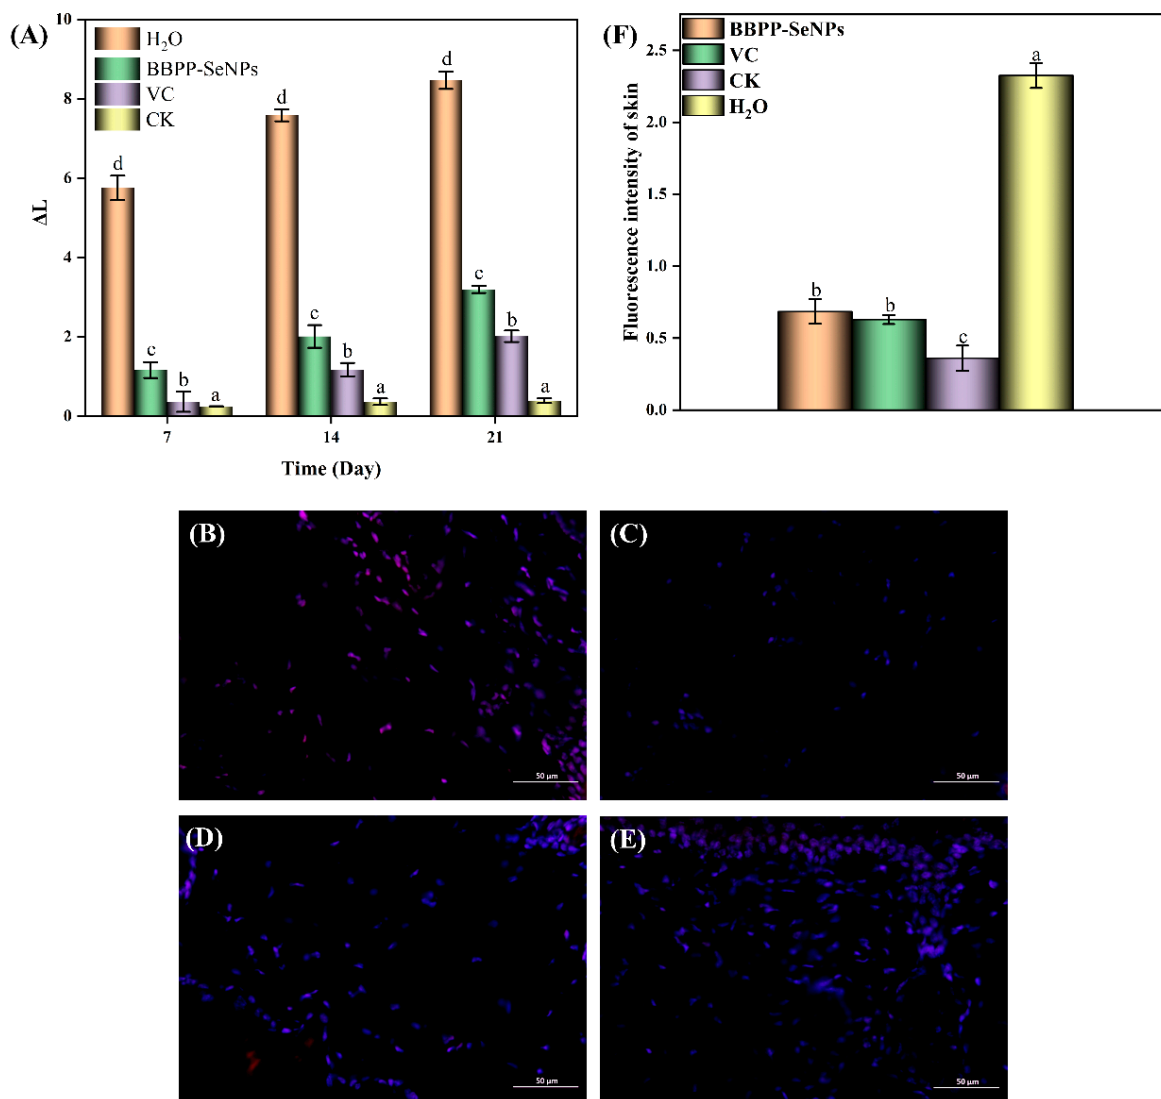 (A)
H₂O
BBPP-SeNPs
VC
CK
ΔL
10
8
6
4
2
0
d
c
b
a
d
c
b
a
d
c
b
a
7
14
21
Time (Day)
(F)
BBPP-SeNPs
VC
CK
H₂O
Fluorescence intensity of skin
2.5
2.0
1.5
1.0
0.5
0.0
b
b
c
a
(B)
50 μm
(C)
50 μm
(D)
50 μm
(E)
50 μm